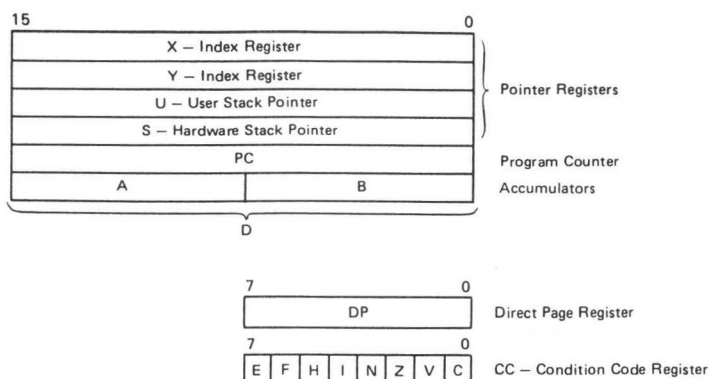 15 0
X – Index Register
Y – Index Register
U – User Stack Pointer
S – Hardware Stack Pointer
Pointer Registers
PC Program Counter
A B Accumulators
D
7 0
DP Direct Page Register
7 0
E F H I N Z V C CC – Condition Code Register